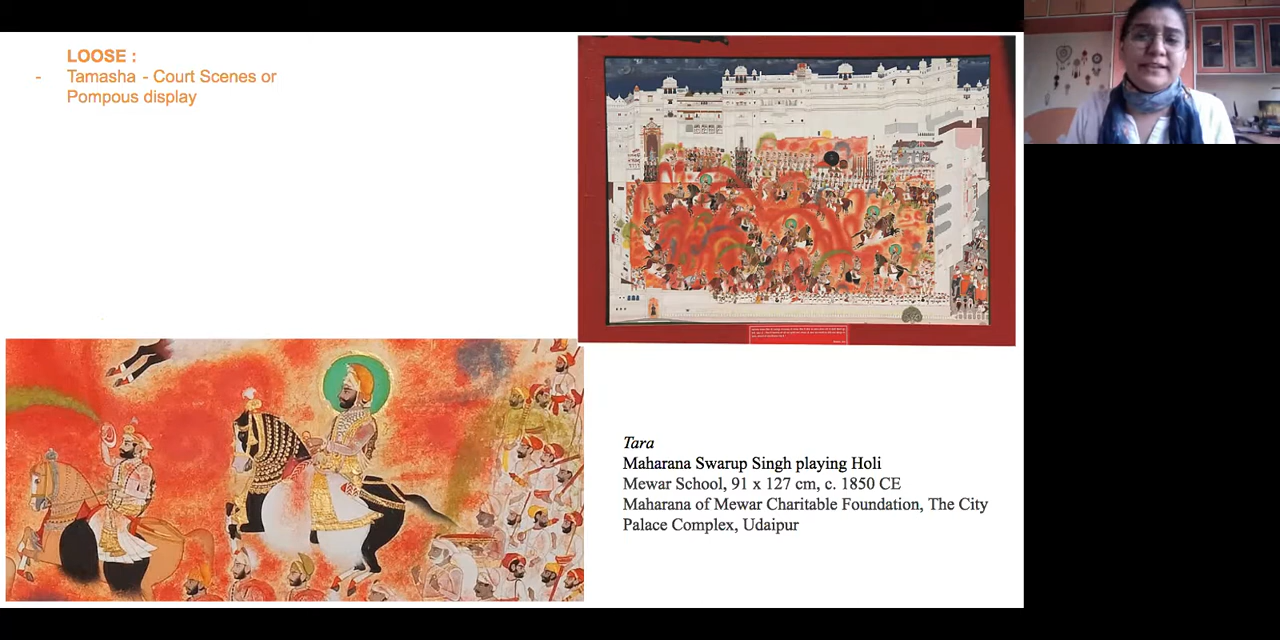 LOOSE :
- Tamasha - Court Scenes or
Pompous display
Tara
Maharana Swarup Singh playing Holi
Mewar School, 91 x 127 cm, c. 1850 CE
Maharana of Mewar Charitable Foundation, The City
Palace Complex, Udaipur